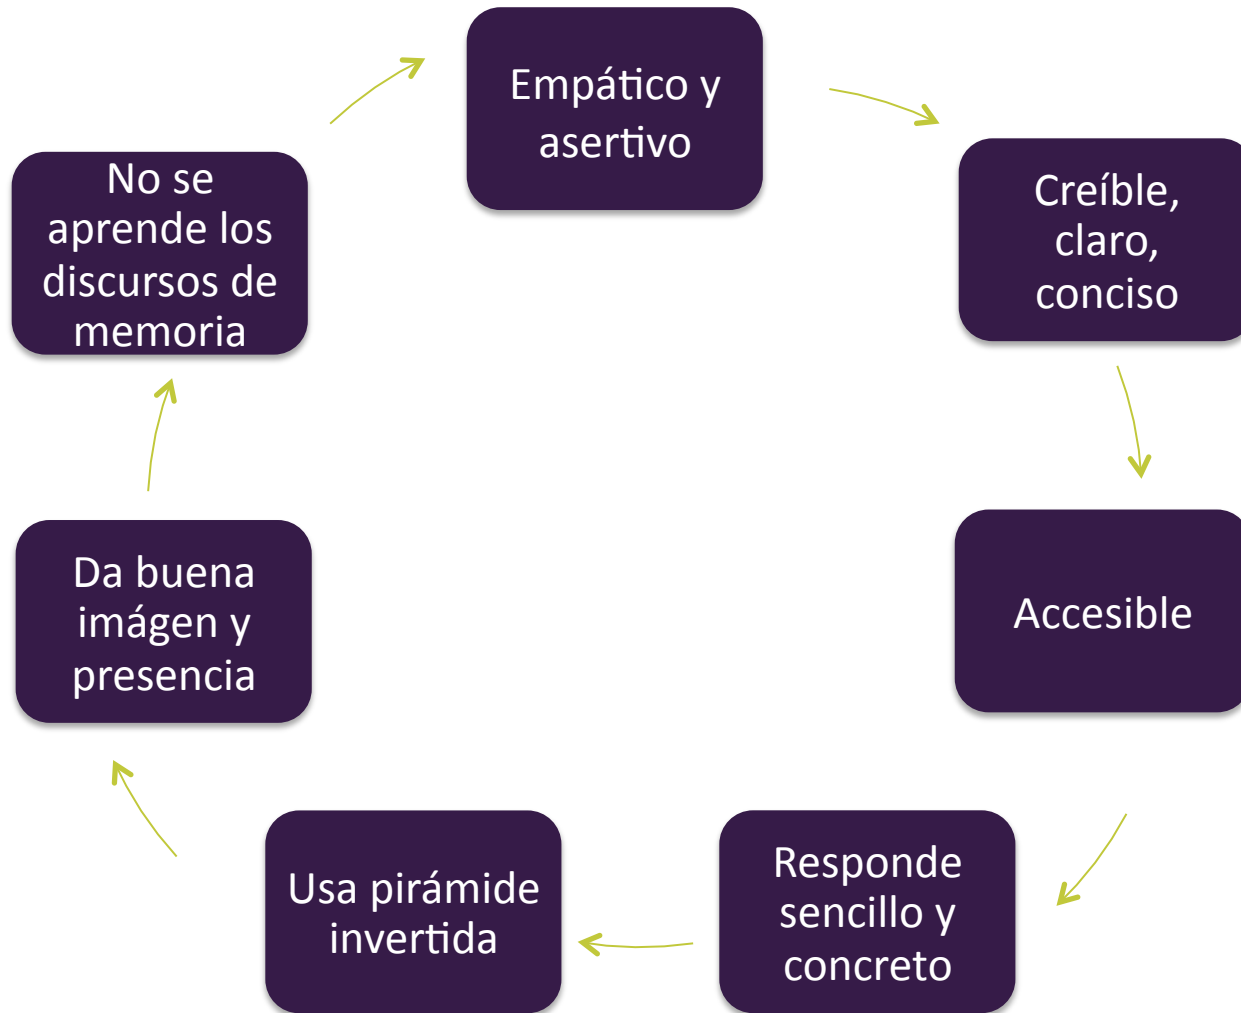 Empático y
asertivo
Creíble,
claro,
conciso
Accesible
Responde
sencillo y
concreto
Usa pirámide
invertida
Da buena
imágen y
presencia
No se
aprende los
discursos de
memoria